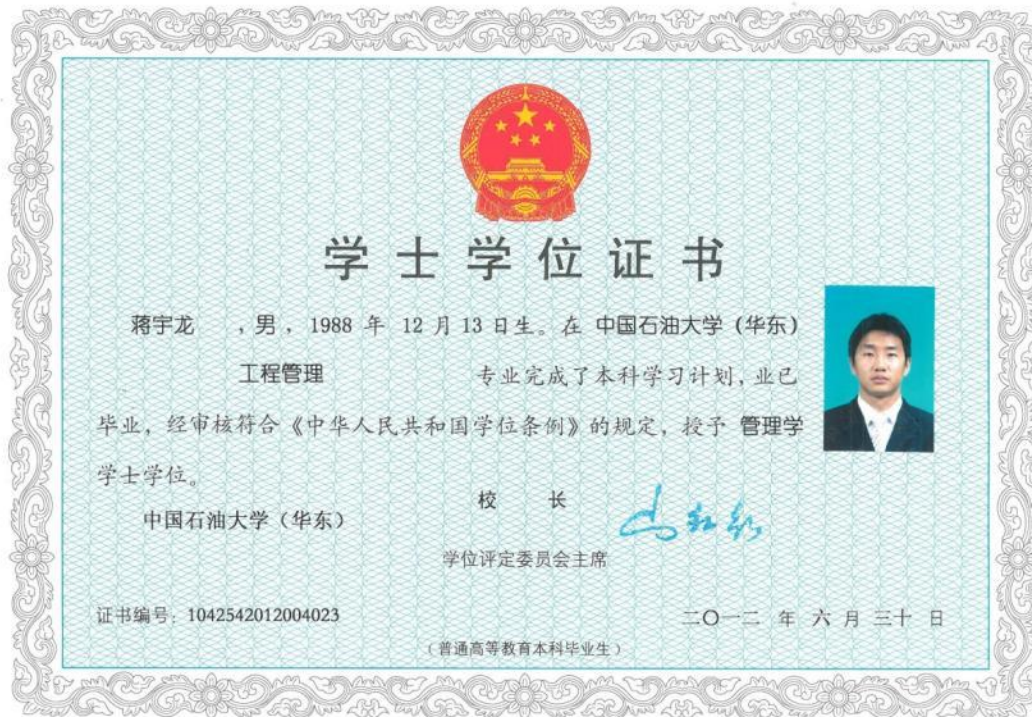 学士学位证书
蒋宇龙 ,男, 1988 年 12 月 13 日生。在 中国石油大学(华东)
工程管理 专业完成了本科学习计划,业已
毕业,经审核符合《中华人民共和国学位条例》的规定,授予 管理学
学士学位。
中国石油大学(华东)
校 长
学位评定委员会主席
证书编号:1042542012004023
二〇一二 年 六 月 三十 日
(普通高等教育本科毕业生)